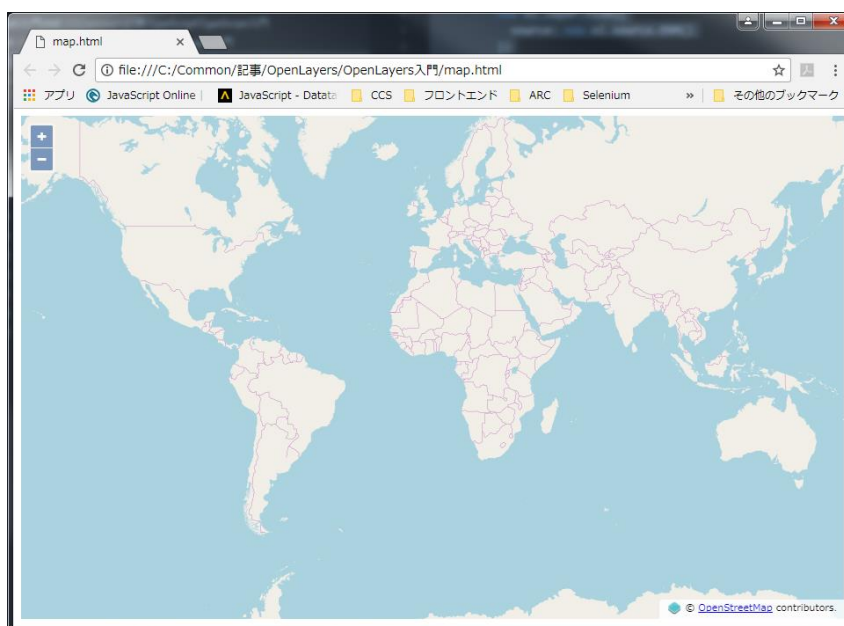 map.html
file:///C:/Common/記事/OpenLayers/OpenLayers入門/map.html
アプリ JavaScript Online | JavaScript - Datata CCS フロントエンド ARC Selenium » その他のブックマーク
+
−
© OpenStreetMap contributors.